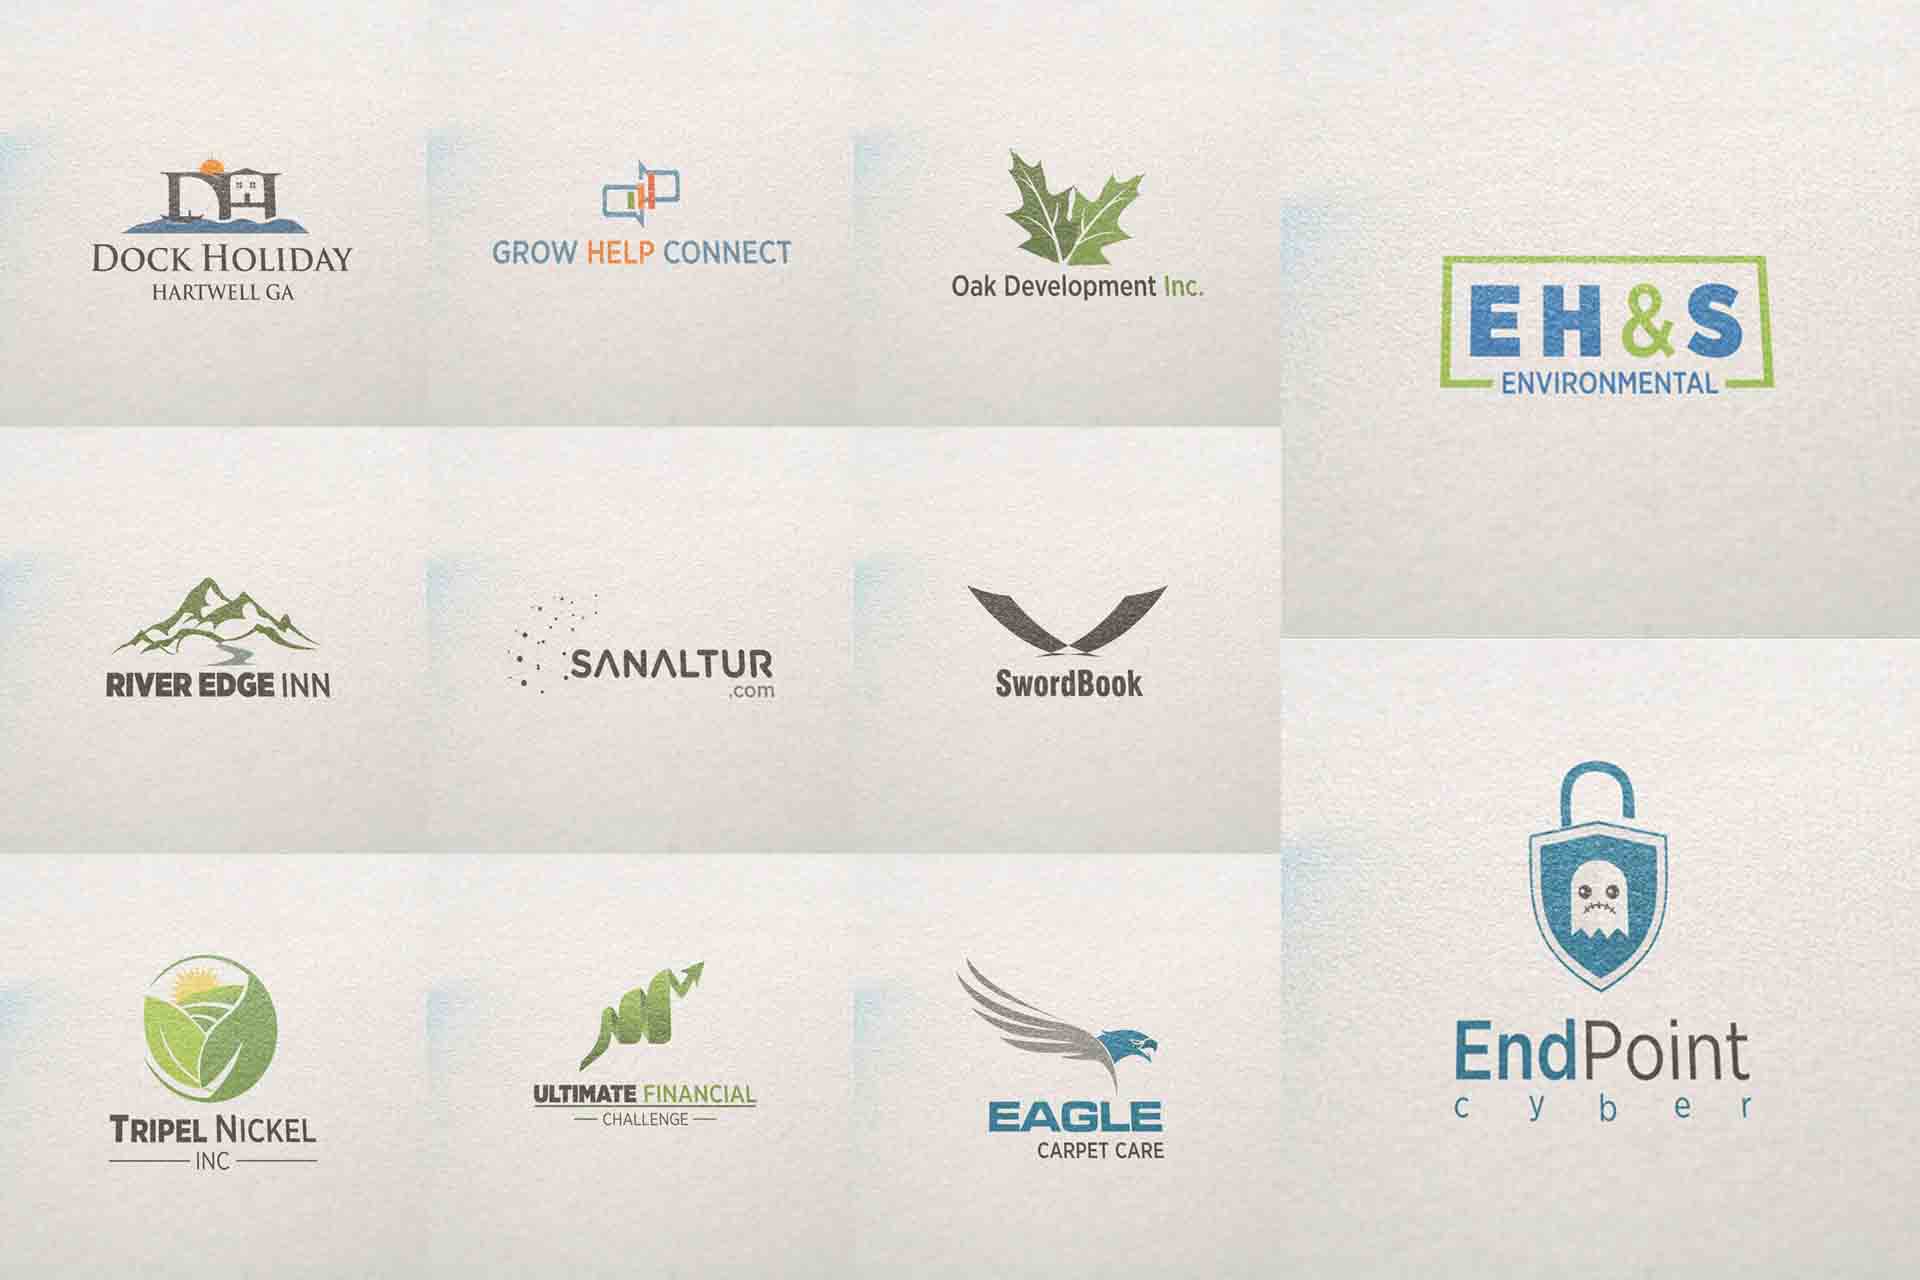 DOCK HOLIDAY
HARTWELL GA
GROW HELP CONNECT
Oak Development Inc.
EH&S
ENVIRONMENTAL
RIVER EDGE INN
SANALTUR
.com
SwordBook
TRIPEL NICKEL
INC
ULTIMATE FINANCIAL
CHALLENGE
EAGLE
CARPET CARE
EndPoint
cyber